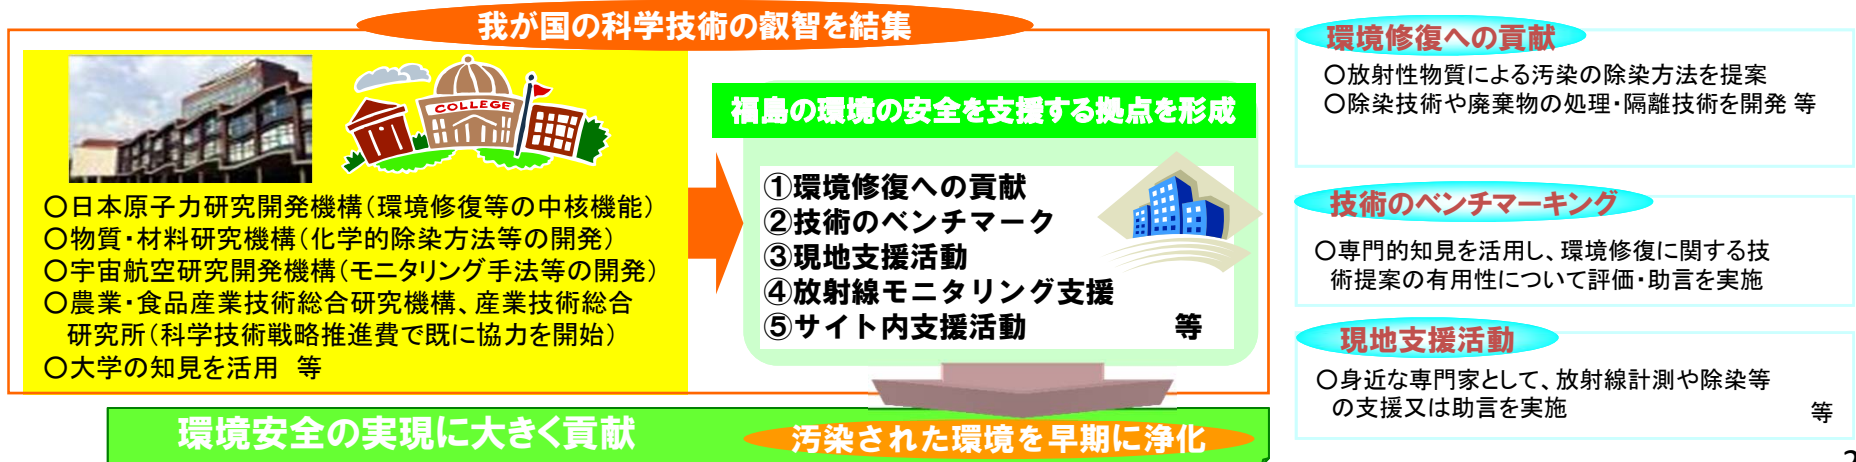 我が国の科学技術の叡智を結集
COLLEGE
〇日本原子力研究開発機構(環境修復等の中核機能)
〇物質・材料研究機構(化学的除染方法等の開発)
〇宇宙航空研究開発機構(モニタリング手法等の開発)
〇農業・食品産業技術総合研究機構、産業技術総合
研究所(科学技術戦略推進費で既に協力を開始)
〇大学の知見を活用 等
福島の環境の安全を支援する拠点を形成
①環境修復への貢献
②技術のベンチマーク
③現地支援活動
④放射線モニタリング支援
⑤サイト内支援活動 等
環境安全の実現に大きく貢献
汚染された環境を早期に浄化
環境修復への貢献
〇放射性物質による汚染の除染方法を提案
〇除染技術や廃棄物の処理・隔離技術を開発 等
技術のベンチマーキング
〇専門的知見を活用し、環境修復に関する技
術提案の有用性について評価・助言を実施
現地支援活動
〇身近な専門家として、放射線計測や除染等
の支援又は助言を実施 等